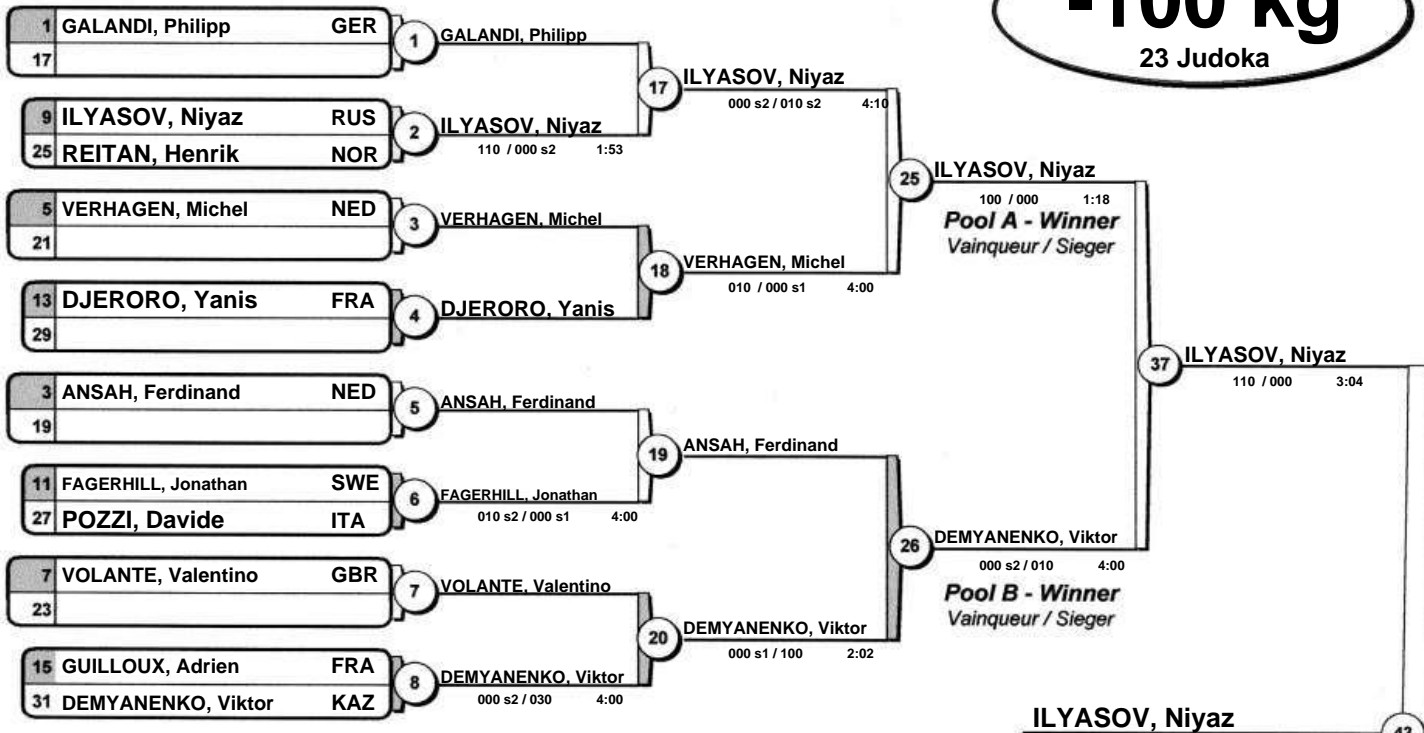 -100 kg
23 Judoka
1 GALANDI, Philipp GER
17
1
GALANDI, Philipp
9 ILYASOV, Niyaz RUS
25 REITAN, Henrik NOR
2
ILYASOV, Niyaz
110 / 000 s2 1:53
17
ILYASOV, Niyaz
000 s2 / 010 s2 4:10
5 VERHAGEN, Michel NED
21
3
VERHAGEN, Michel
13 DJERORO, Yanis FRA
29
4
DJERORO, Yanis
18
VERHAGEN, Michel
010 / 000 s1 4:00
25
ILYASOV, Niyaz
100 / 000 1:18
Pool A - Winner
Vainqueur / Sieger
3 ANSAH, Ferdinand NED
19
5
ANSAH, Ferdinand
11 FAGERHILL, Jonathan SWE
27 POZZI, Davide ITA
6
FAGERHILL, Jonathan
010 s2 / 000 s1 4:00
19
ANSAH, Ferdinand
7 VOLANTE, Valentino GBR
23
7
VOLANTE, Valentino
15 GUILLOUX, Adrien FRA
31 DEMYANENKO, Viktor KAZ
8
DEMYANENKO, Viktor
000 s2 / 030 4:00
20
DEMYANENKO, Viktor
000 s1 / 100 2:02
26
DEMYANENKO, Viktor
000 s2 / 010 4:00
Pool B - Winner
Vainqueur / Sieger
37
ILYASOV, Niyaz
110 / 000 3:04
ILYASOV, Niyaz